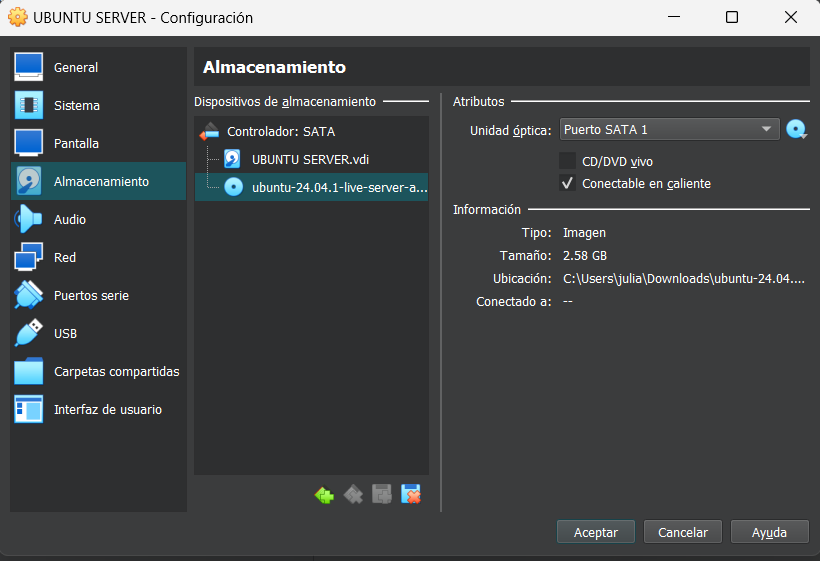 UBUNTU SERVER - Configuración
General
Sistema
Pantalla
Almacenamiento
Audio
Red
Puertos serie
USB
Carpetas compartidas
Interfaz de usuario
Almacenamiento
Dispositivos de almacenamiento
Controlador: SATA
UBUNTU SERVER.vdi
ubuntu-24.04.1-live-server-a...
Atributos
Unidad óptica: Puerto SATA 1
CD/DVD vivo
Conectable en caliente
Información
Tipo: Imagen
Tamaño: 2.58 GB
Ubicación: C:\Users\julia\Downloads\ubuntu-24.04....
Conectado a: --
Aceptar Cancelar Ayuda